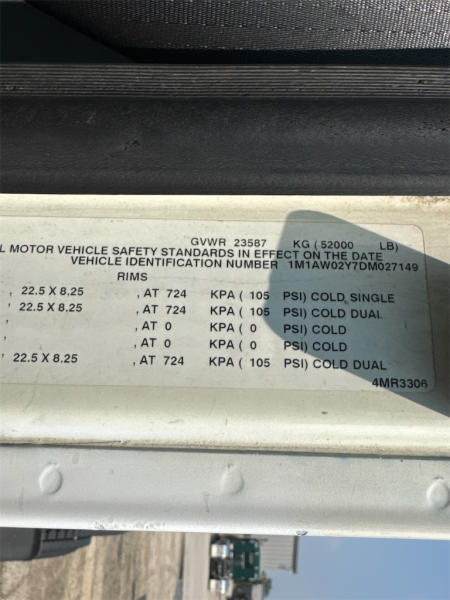 GVWR 23587 KG ( 52000 LB)
L MOTOR VEHICLE SAFETY STANDARDS IN EFFECT ON THE DATE
VEHICLE IDENTIFICATION NUMBER 1M1AW02Y7DM027149
RIMS
, 22.5 X 8.25 , AT 724 KPA ( 105 PSI) COLD, SINGLE
, 22.5 X 8.25 , AT 724 KPA ( 105 PSI) COLD DUAL
, , AT 0 KPA ( 0 PSI) COLD
, , AT 0 KPA ( 0 PSI) COLD
, 22.5 X 8.25 , AT 724 KPA ( 105 PSI) COLD DUAL
4MR3306